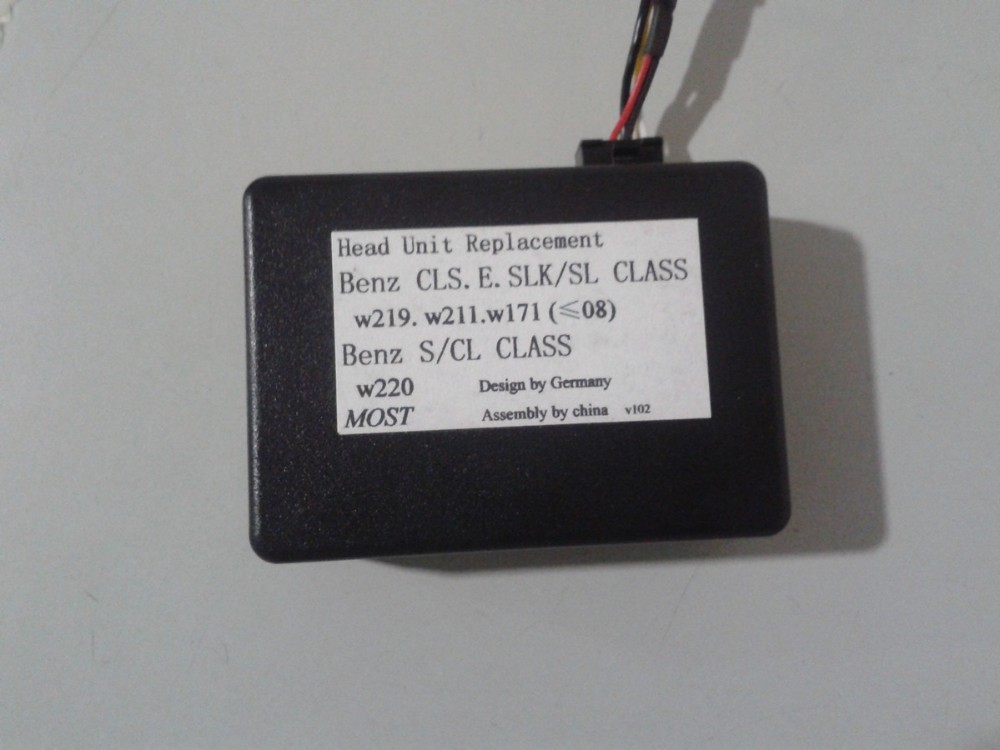 Head Unit Replacement
Benz CLS. E. SLK/SL CLASS
w219. w211.w171 (≤08)
Benz S/CL CLASS
w220 Design by Germany
MOST Assembly by china v102